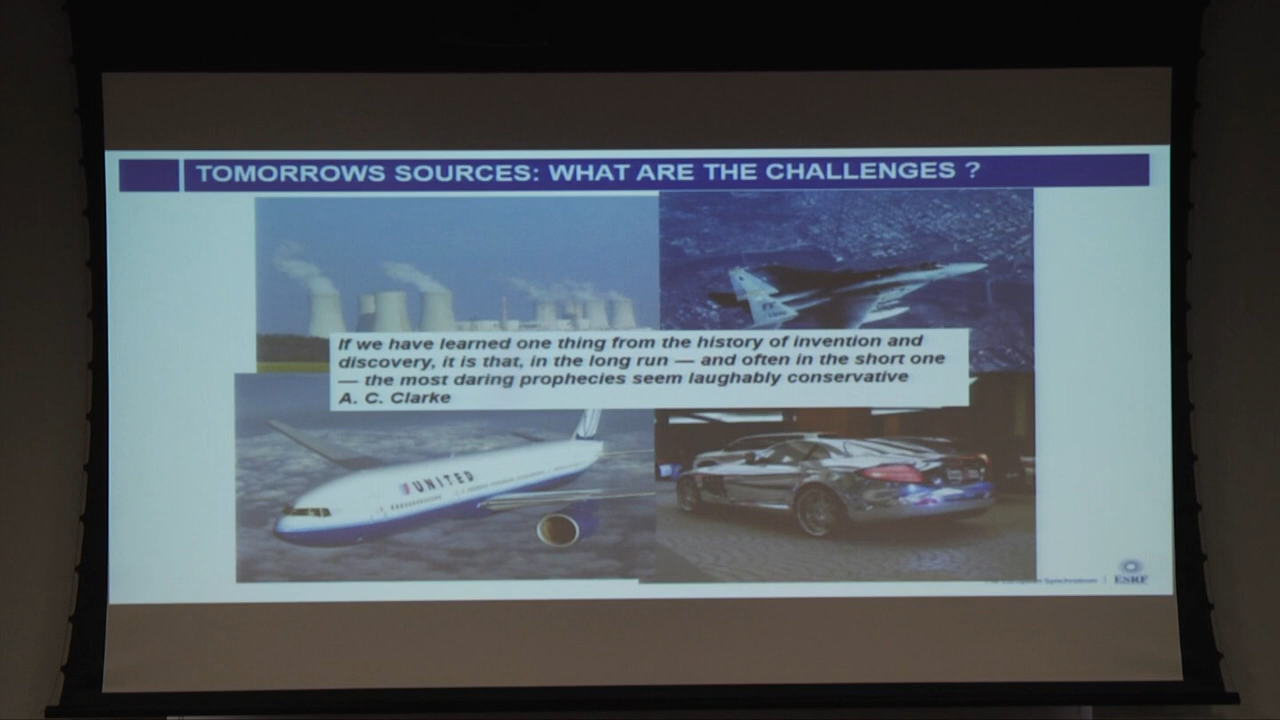 TOMORROWS SOURCES: WHAT ARE THE CHALLENGES ?
If we have learned one thing from the history of invention and
discovery, it is that, in the long run — and often in the short one
— the most daring prophecies seem laughably conservative
A. C. Clarke
UNITED
FF
Synchrotron | ESRF